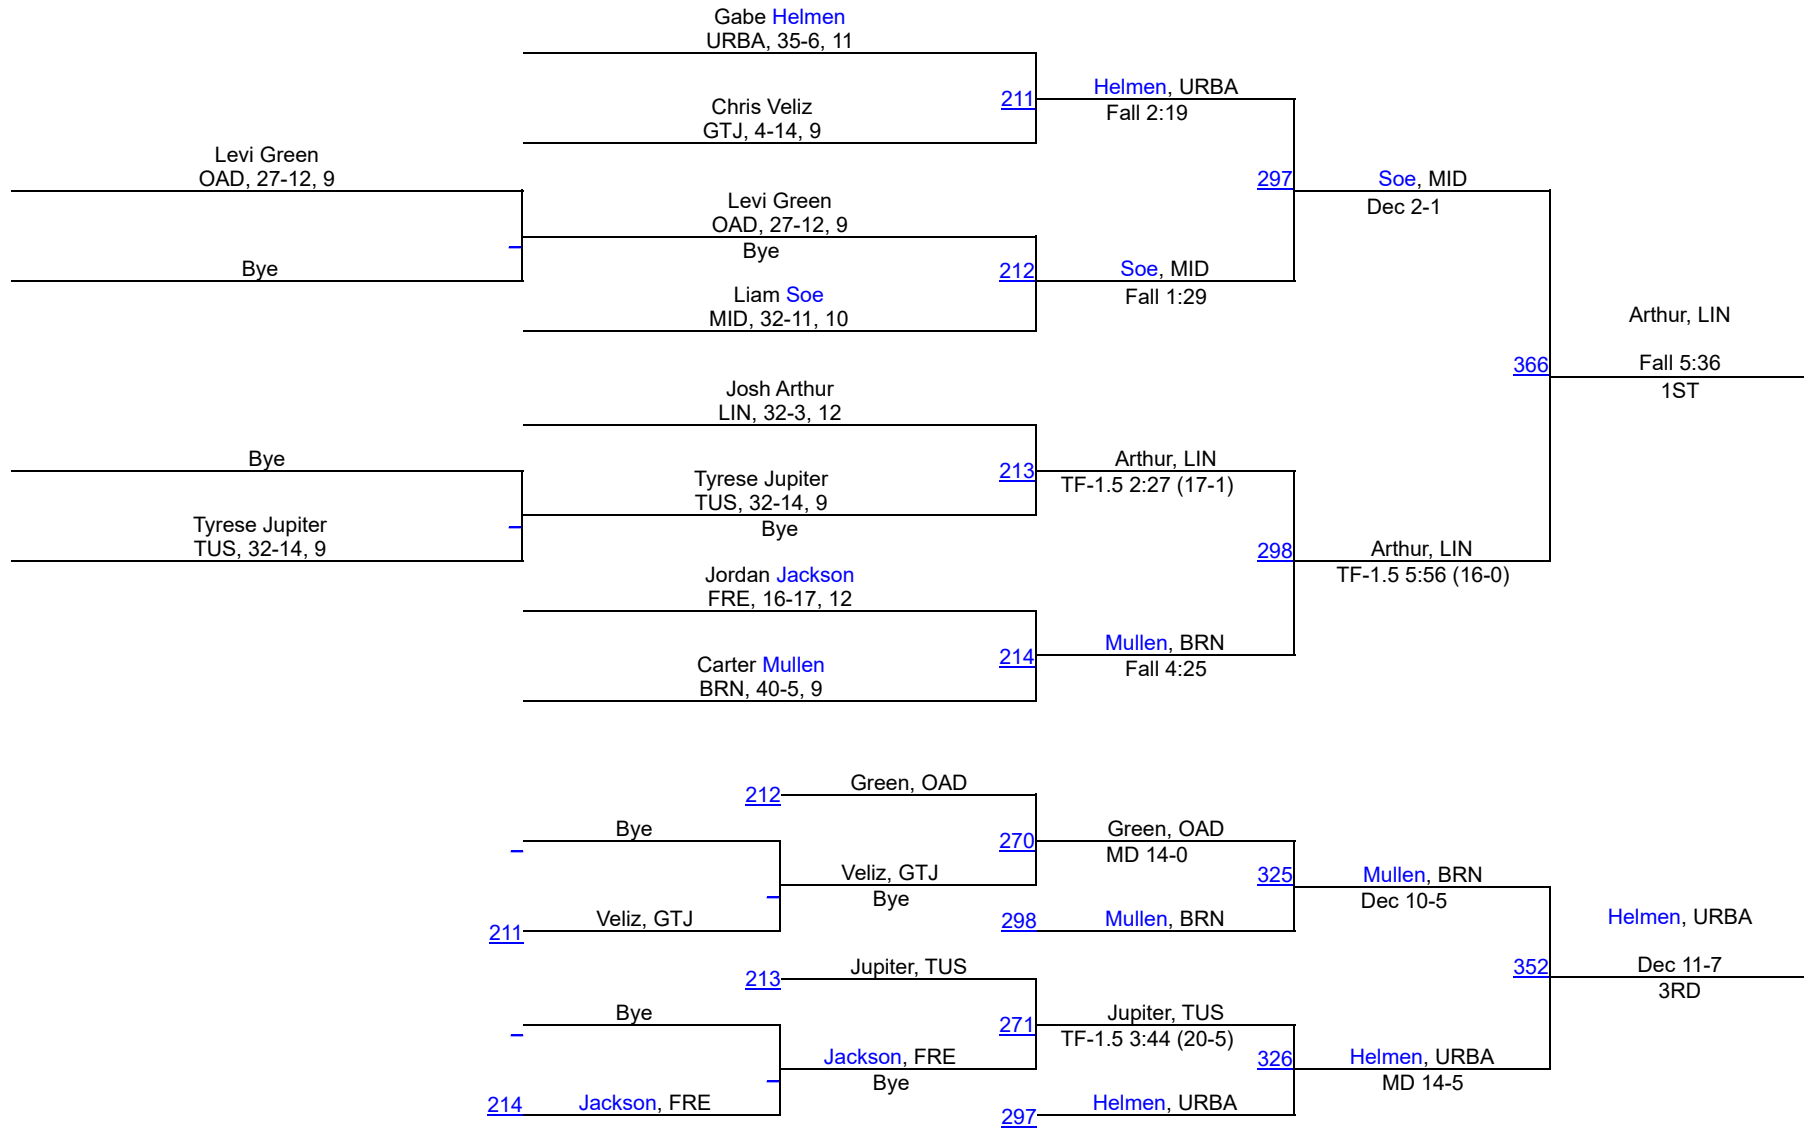 Gabe Helmen
URBA, 35-6, 11
211
Helmen, URBA
Fall 2:19
Chris Veliz
GTJ, 4-14, 9
Levi Green
OAD, 27-12, 9
297
Soe, MID
Dec 2-1
Levi Green
OAD, 27-12, 9
Bye
Bye
212
Soe, MID
Fall 1:29
Liam Soe
MID, 32-11, 10
Arthur, LIN
366
Fall 5:36
1ST
Josh Arthur
LIN, 32-3, 12
Bye
213
Arthur, LIN
TF-1.5 2:27 (17-1)
Tyrese Jupiter
TUS, 32-14, 9
Bye
Tyrese Jupiter
TUS, 32-14, 9
298
Arthur, LIN
TF-1.5 5:56 (16-0)
Jordan Jackson
FRE, 16-17, 12
214
Mullen, BRN
Fall 4:25
Carter Mullen
BRN, 40-5, 9
212
Green, OAD
Bye
270
Green, OAD
MD 14-0
Veliz, GTJ
Bye
325
Mullen, BRN
Dec 10-5
211
Veliz, GTJ
298
Mullen, BRN
Helmen, URBA
352
Dec 11-7
3RD
213
Jupiter, TUS
Bye
271
Jupiter, TUS
TF-1.5 3:44 (20-5)
Jackson, FRE
Bye
326
Helmen, URBA
MD 14-5
214
Jackson, FRE
297
Helmen, URBA